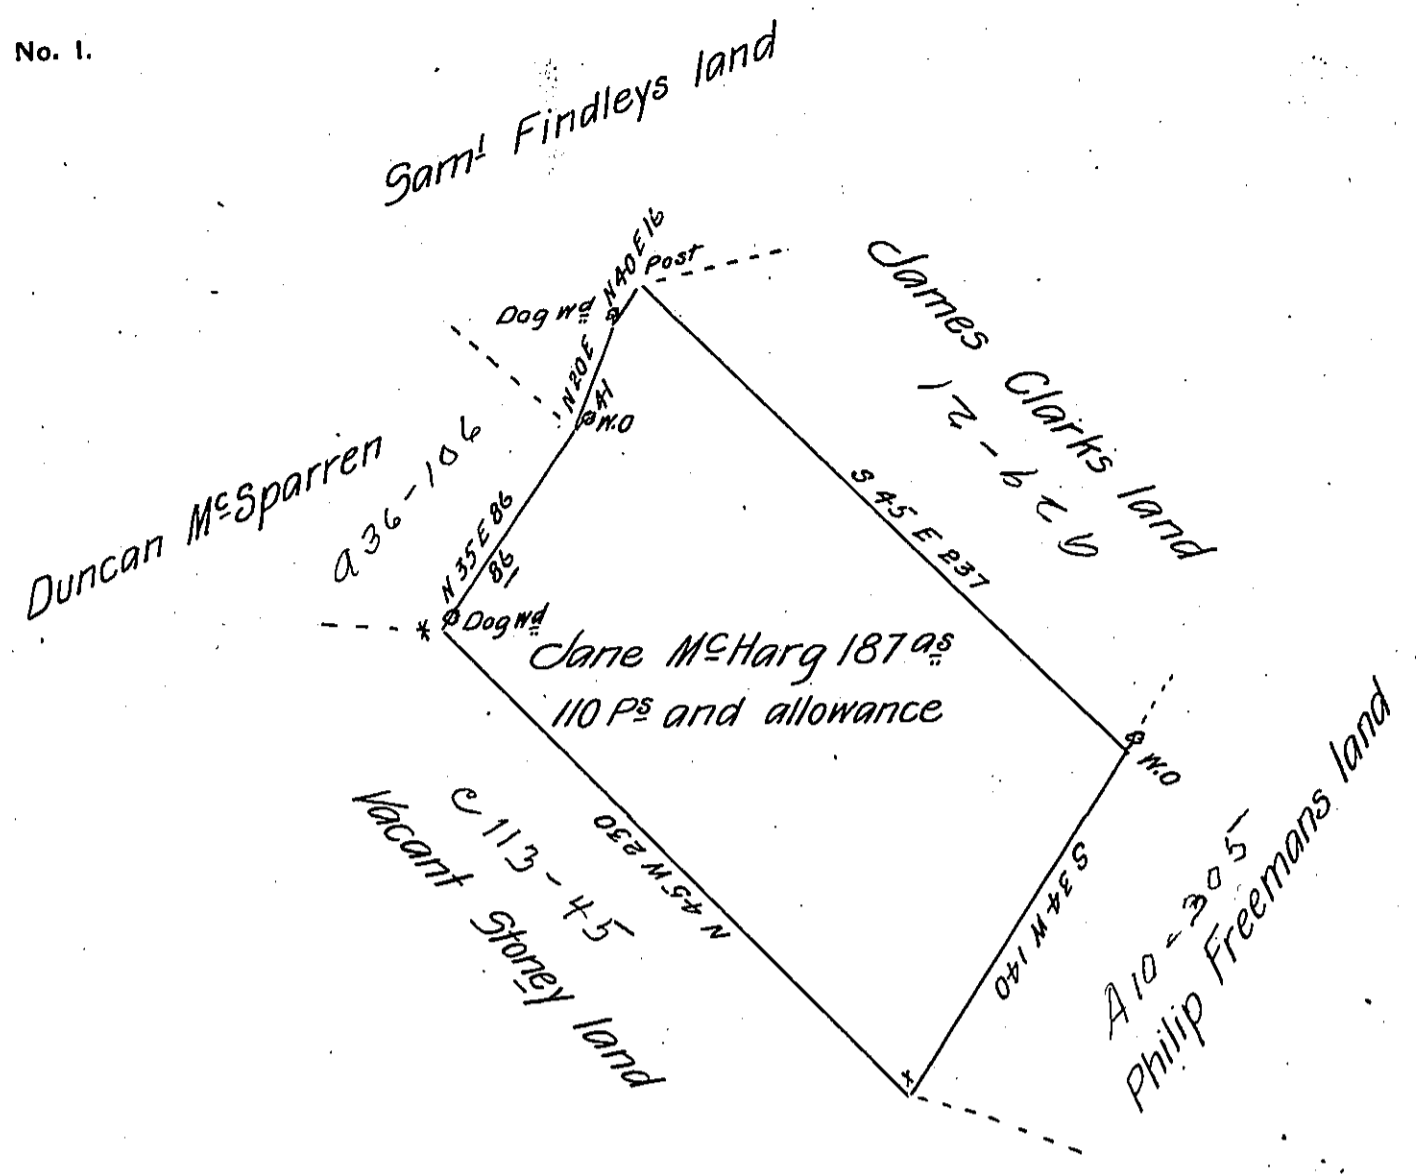 No. 1.
Saml Findleys land
N40E16
Post
Dog wd
N20E
41
W.O
James Clarks land
Duncan McSparren
a 36-106
S 45 E 237
N 35 E 86
86
Dog wd
Jane McHarg 187 as
110 Ps and allowance
W.O
Vacant Stoney land
C 113-45
N 45 W 230
S 34 W 140
A 10-305
Philip Freemans land